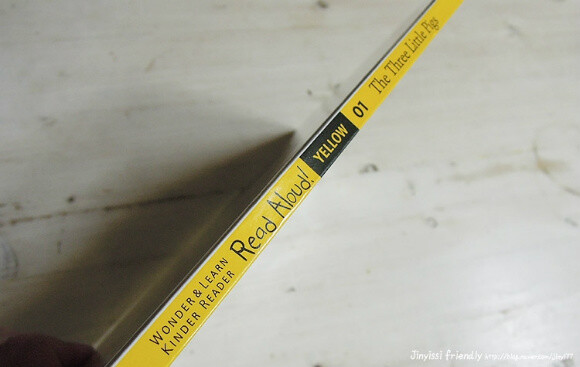 WONDER & LEARN
KINDER READER
Read Aloud!
YELLOW
01
The Three Little Pigs
Jinyissi friendly